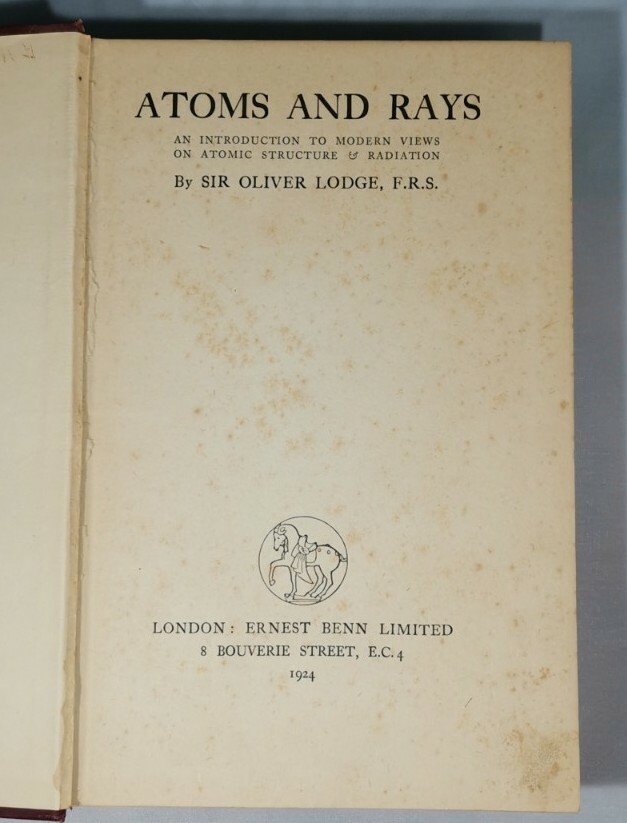 ATOMS AND RAYS
AN INTRODUCTION TO MODERN VIEWS
ON ATOMIC STRUCTURE & RADIATION
By SIR OLIVER LODGE, F.R.S.
LONDON: ERNEST BENN LIMITED
8 BOUVERIE STREET, E.C.4
1924